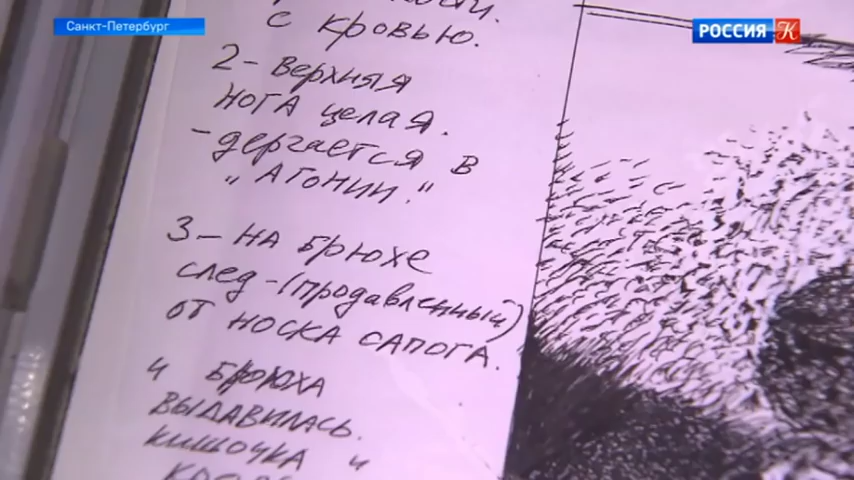 Санкт-Петербург
РОССИЯ К
с кровью.
2 - верхняя
нога целая.
- дергается в
„Агонии."
3 - на брюхе
след - (продавленный)
от носка сапога.
и брюха
выдавилась
кишочка и